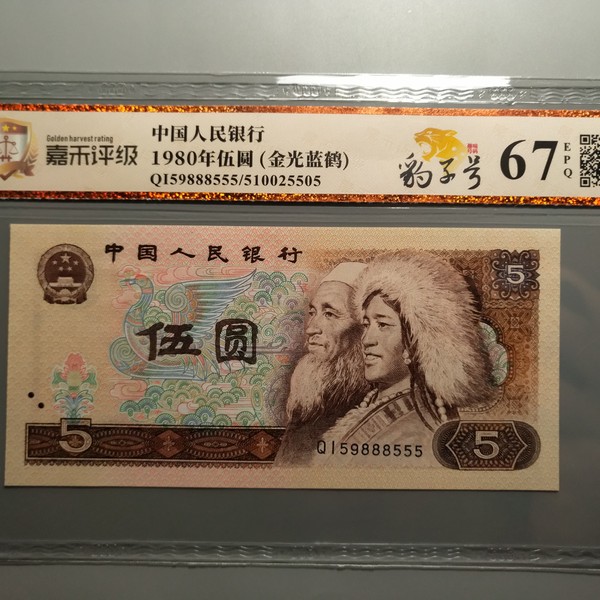 Golden harvest rating
嘉禾评级
中国人民银行
1980年伍圆 (金光蓝鹤)
QI59888555/510025505
豹子号
67
EPQ
中国人民银行
5
伍圆
5
QI59888555
5